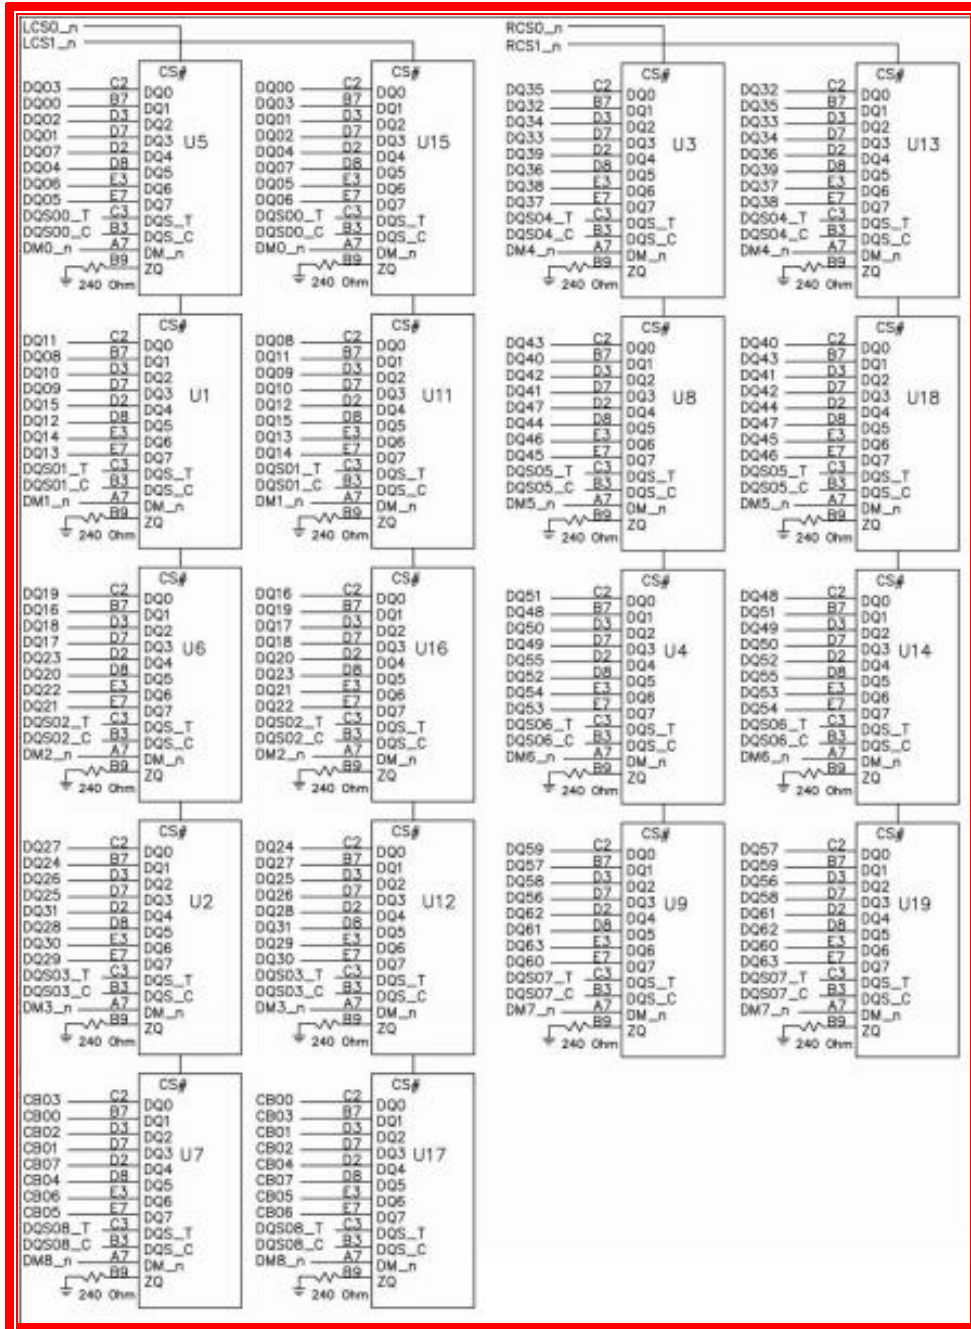 LCS0_n
LCS1_n
RCS0_n
RCS1_n
CS#
DQ03 C2 DQ0
DQ00 B7 DQ1
DQ02 D3 DQ2
DQ01 D7 DQ3 U5
DQ07 D2 DQ4
DQ04 D8 DQ5
DQ06 E3 DQ6
DQ05 E7 DQ7
DQS00_T C3 DQS_T
DQS00_C B3 DQS_C
DM0_n A7 DM_n
B9 ZQ
240 Ohm
CS#
DQ00 C2 DQ0
DQ03 B7 DQ1
DQ01 D3 DQ2
DQ02 D7 DQ3 U15
DQ04 D2 DQ4
DQ07 D8 DQ5
DQ05 E3 DQ6
DQ06 E7 DQ7
DQS00_T C3 DQS_T
DQS00_C B3 DQS_C
DM0_n A7 DM_n
B9 ZQ
240 Ohm
CS#
DQ35 C2 DQ0
DQ32 B7 DQ1
DQ34 D3 DQ2
DQ33 D7 DQ3 U3
DQ39 D2 DQ4
DQ36 D8 DQ5
DQ38 E3 DQ6
DQ37 E7 DQ7
DQS04_T C3 DQS_T
DQS04_C B3 DQS_C
DM4_n A7 DM_n
B9 ZQ
240 Ohm
CS#
DQ32 C2 DQ0
DQ35 B7 DQ1
DQ33 D3 DQ2
DQ34 D7 DQ3 U13
DQ36 D2 DQ4
DQ39 D8 DQ5
DQ37 E3 DQ6
DQ38 E7 DQ7
DQS04_T C3 DQS_T
DQS04_C B3 DQS_C
DM4_n A7 DM_n
B9 ZQ
240 Ohm
CS#
DQ11 C2 DQ0
DQ08 B7 DQ1
DQ10 D3 DQ2
DQ09 D7 DQ3 U1
DQ15 D2 DQ4
DQ12 D8 DQ5
DQ14 E3 DQ6
DQ13 E7 DQ7
DQS01_T C3 DQS_T
DQS01_C B3 DQS_C
DM1_n A7 DM_n
B9 ZQ
240 Ohm
CS#
DQ08 C2 DQ0
DQ11 B7 DQ1
DQ09 D3 DQ2
DQ10 D7 DQ3 U11
DQ12 D2 DQ4
DQ15 D8 DQ5
DQ13 E3 DQ6
DQ14 E7 DQ7
DQS01_T C3 DQS_T
DQS01_C B3 DQS_C
DM1_n A7 DM_n
B9 ZQ
240 Ohm
CS#
DQ43 C2 DQ0
DQ40 B7 DQ1
DQ42 D3 DQ2
DQ41 D7 DQ3 U8
DQ47 D2 DQ4
DQ44 D8 DQ5
DQ46 E3 DQ6
DQ45 E7 DQ7
DQS05_T C3 DQS_T
DQS05_C B3 DQS_C
DM5_n A7 DM_n
B9 ZQ
240 Ohm
CS#
DQ40 C2 DQ0
DQ43 B7 DQ1
DQ41 D3 DQ2
DQ42 D7 DQ3 U18
DQ44 D2 DQ4
DQ47 D8 DQ5
DQ45 E3 DQ6
DQ46 E7 DQ7
DQS05_T C3 DQS_T
DQS05_C B3 DQS_C
DM5_n A7 DM_n
B9 ZQ
240 Ohm
CS#
DQ19 C2 DQ0
DQ16 B7 DQ1
DQ18 D3 DQ2
DQ17 D7 DQ3 U6
DQ23 D2 DQ4
DQ20 D8 DQ5
DQ22 E3 DQ6
DQ21 E7 DQ7
DQS02_T C3 DQS_T
DQS02_C B3 DQS_C
DM2_n A7 DM_n
B9 ZQ
240 Ohm
CS#
DQ16 C2 DQ0
DQ19 B7 DQ1
DQ17 D3 DQ2
DQ18 D7 DQ3 U16
DQ20 D2 DQ4
DQ23 D8 DQ5
DQ21 E3 DQ6
DQ22 E7 DQ7
DQS02_T C3 DQS_T
DQS02_C B3 DQS_C
DM2_n A7 DM_n
B9 ZQ
240 Ohm
CS#
DQ51 C2 DQ0
DQ48 B7 DQ1
DQ50 D3 DQ2
DQ49 D7 DQ3 U4
DQ55 D2 DQ4
DQ52 D8 DQ5
DQ54 E3 DQ6
DQ53 E7 DQ7
DQS06_T C3 DQS_T
DQS06_C B3 DQS_C
DM6_n A7 DM_n
B9 ZQ
240 Ohm
CS#
DQ48 C2 DQ0
DQ51 B7 DQ1
DQ49 D3 DQ2
DQ50 D7 DQ3 U14
DQ52 D2 DQ4
DQ55 D8 DQ5
DQ53 E3 DQ6
DQ54 E7 DQ7
DQS06_T C3 DQS_T
DQS06_C B3 DQS_C
DM6_n A7 DM_n
B9 ZQ
240 Ohm
CS#
DQ27 C2 DQ0
DQ24 B7 DQ1
DQ26 D3 DQ2
DQ25 D7 DQ3 U2
DQ31 D2 DQ4
DQ28 D8 DQ5
DQ30 E3 DQ6
DQ29 E7 DQ7
DQS03_T C3 DQS_T
DQS03_C B3 DQS_C
DM3_n A7 DM_n
B9 ZQ
240 Ohm
CS#
DQ24 C2 DQ0
DQ27 B7 DQ1
DQ25 D3 DQ2
DQ26 D7 DQ3 U12
DQ28 D2 DQ4
DQ31 D8 DQ5
DQ29 E3 DQ6
DQ30 E7 DQ7
DQS03_T C3 DQS_T
DQS03_C B3 DQS_C
DM3_n A7 DM_n
B9 ZQ
240 Ohm
CS#
DQ59 C2 DQ0
DQ57 B7 DQ1
DQ58 D3 DQ2
DQ56 D7 DQ3 U9
DQ62 D2 DQ4
DQ61 D8 DQ5
DQ63 E3 DQ6
DQ60 E7 DQ7
DQS07_T C3 DQS_T
DQS07_C B3 DQS_C
DM7_n A7 DM_n
B9 ZQ
240 Ohm
CS#
DQ57 C2 DQ0
DQ59 B7 DQ1
DQ56 D3 DQ2
DQ58 D7 DQ3 U19
DQ61 D2 DQ4
DQ62 D8 DQ5
DQ60 E3 DQ6
DQ63 E7 DQ7
DQS07_T C3 DQS_T
DQS07_C B3 DQS_C
DM7_n A7 DM_n
B9 ZQ
240 Ohm
CS#
CB03 C2 DQ0
CB00 B7 DQ1
CB02 D3 DQ2
CB01 D7 DQ3 U7
CB07 D2 DQ4
CB04 D8 DQ5
CB06 E3 DQ6
CB05 E7 DQ7
DQS08_T C3 DQS_T
DQS08_C B3 DQS_C
DM8_n A7 DM_n
B9 ZQ
240 Ohm
CS#
CB00 C2 DQ0
CB03 B7 DQ1
CB01 D3 DQ2
CB02 D7 DQ3 U17
CB04 D2 DQ4
CB07 D8 DQ5
CB05 E3 DQ6
CB06 E7 DQ7
DQS08_T C3 DQS_T
DQS08_C B3 DQS_C
DM8_n A7 DM_n
B9 ZQ
240 Ohm